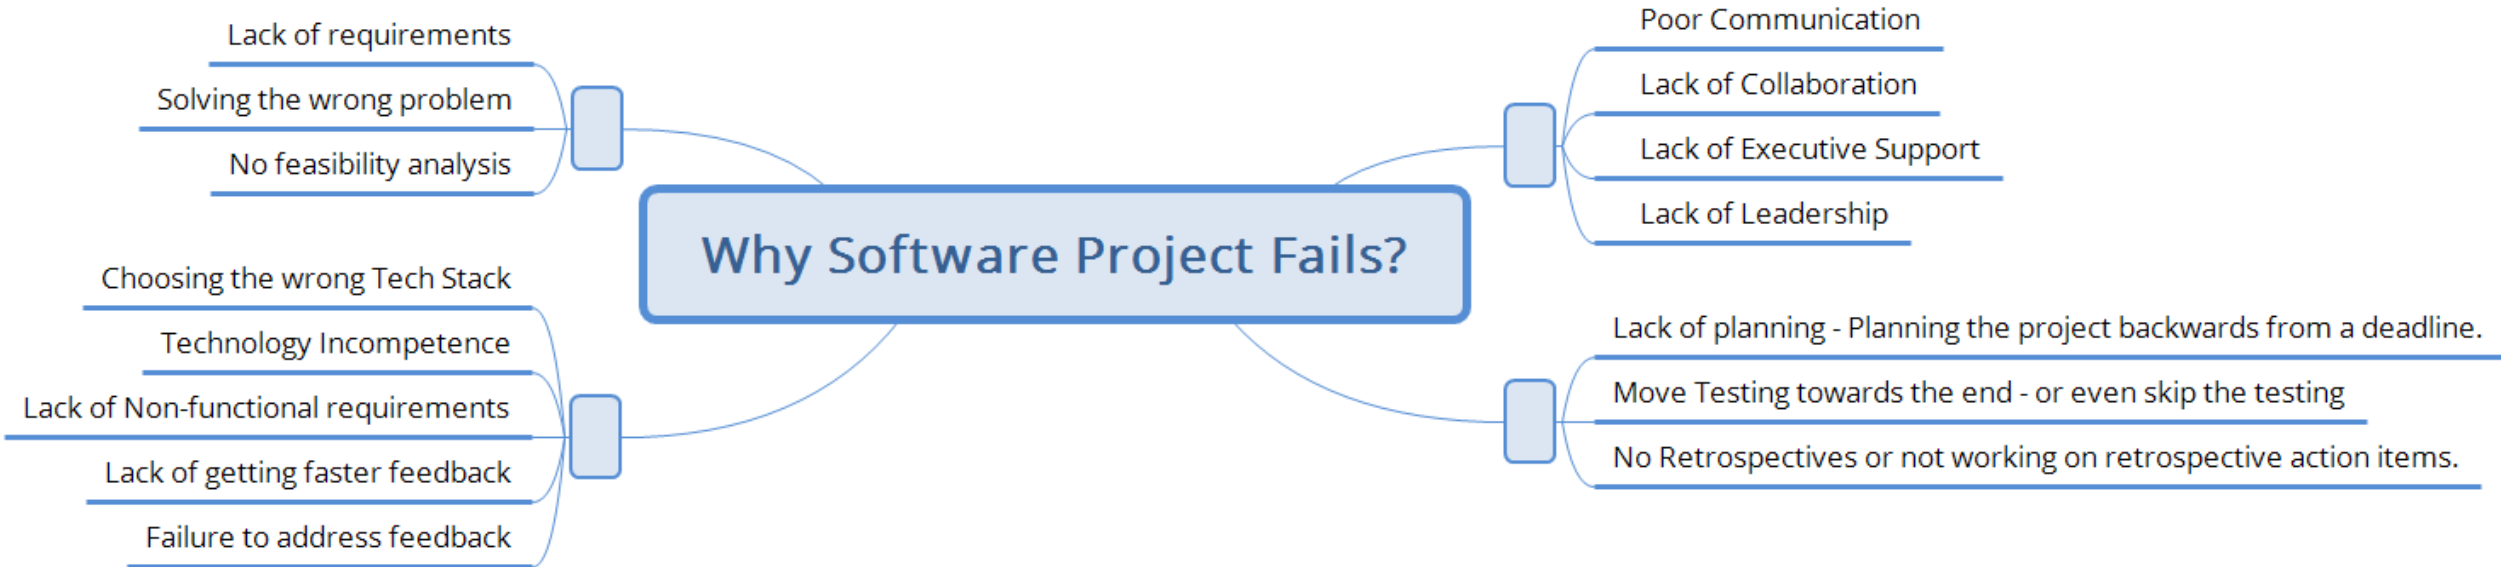 Lack of requirements
Solving the wrong problem
No feasibility analysis
Choosing the wrong Tech Stack
Technology Incompetence
Lack of Non-functional requirements
Lack of getting faster feedback
Failure to address feedback
Why Software Project Fails?
Poor Communication
Lack of Collaboration
Lack of Executive Support
Lack of Leadership
Lack of planning - Planning the project backwards from a deadline.
Move Testing towards the end - or even skip the testing
No Retrospectives or not working on retrospective action items.